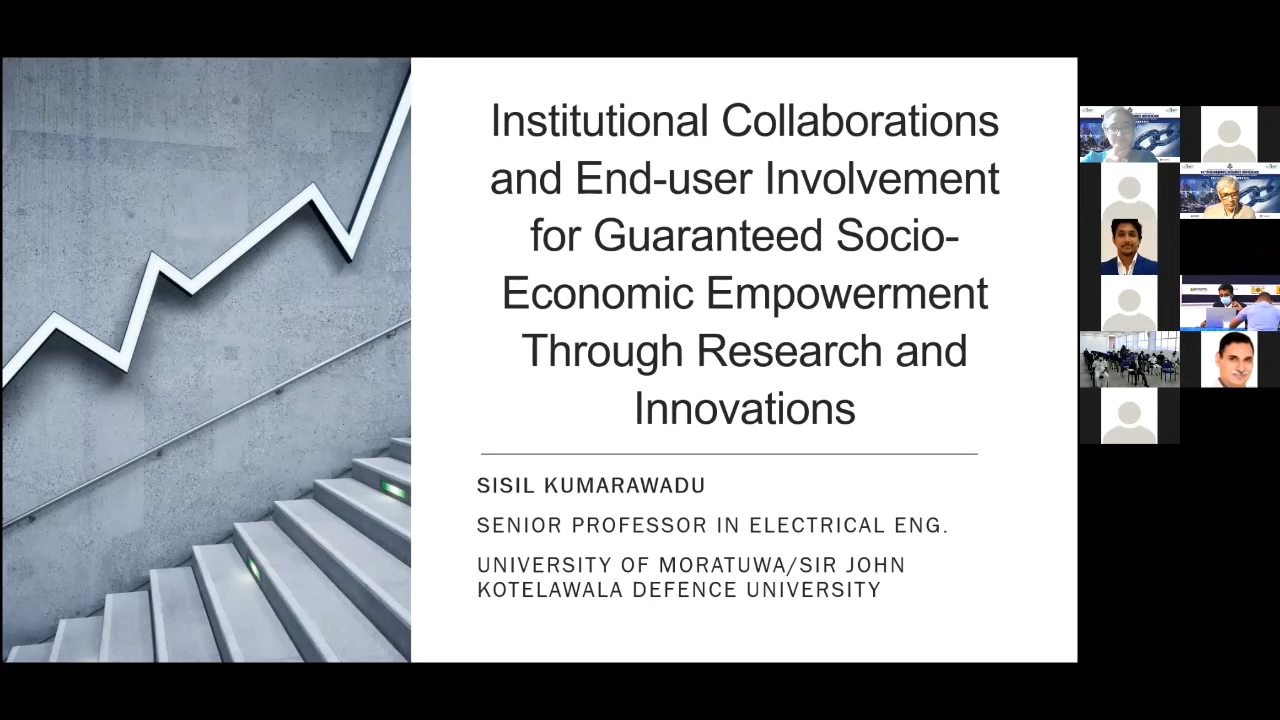 Institutional Collaborations
and End-user Involvement
for Guaranteed Socio-
Economic Empowerment
Through Research and
Innovations
SISIL KUMARAWADU
SENIOR PROFESSOR IN ELECTRICAL ENG.
UNIVERSITY OF MORATUWA/SIR JOHN
KOTELAWALA DEFENCE UNIVERSITY